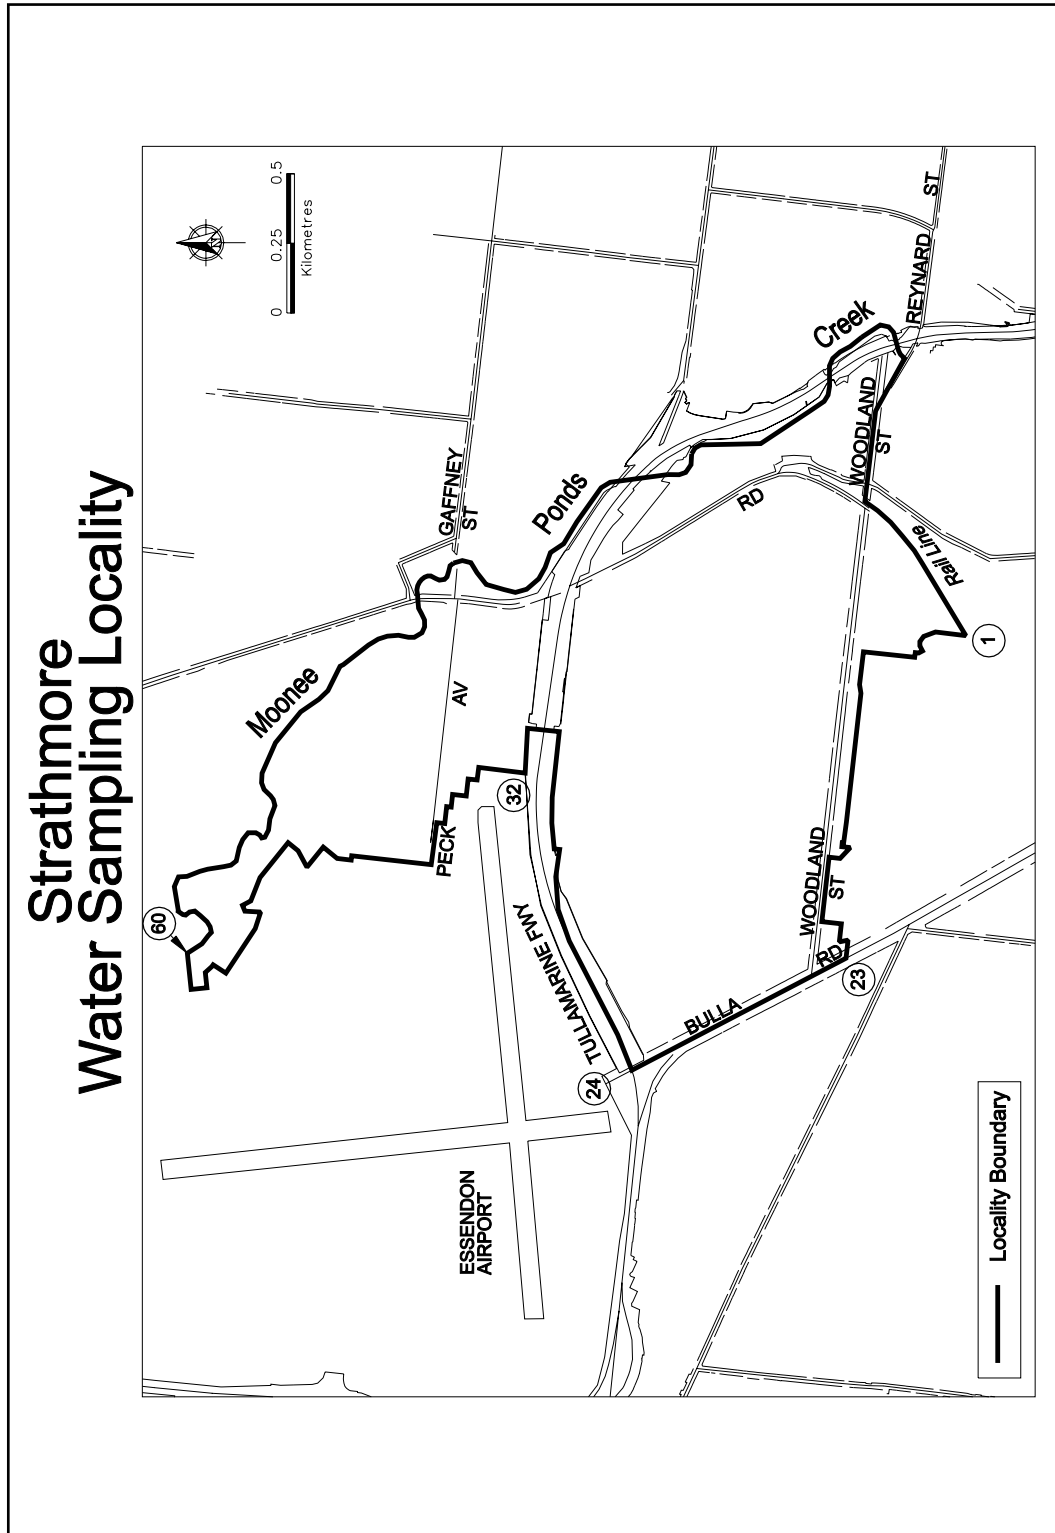 Strathmore
Water Sampling Locality
0
0.25
0.5
Kilometres
N
60
Moonee
GAFFNEY
ST
PECK
AV
Ponds
32
ESSENDON
AIRPORT
TULLAMARINE FWY
24
RD
Creek
BULLA
RD
23
WOODLAND
ST
WOODLAND
ST
REYNARD
ST
Rail Line
1
Locality Boundary